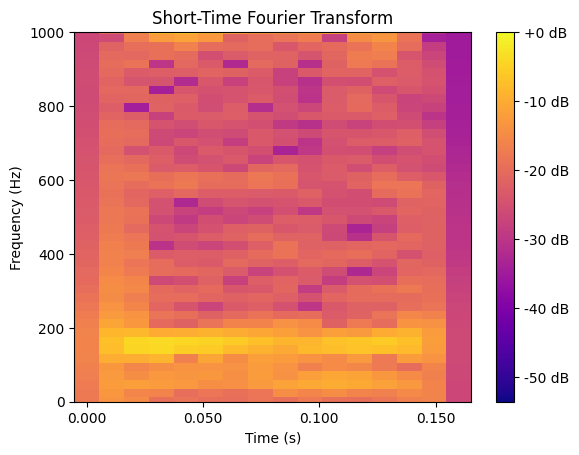 Short-Time Fourier Transform
1000
800
600
400
200
0
Frequency (Hz)
0.000
0.050
0.100
0.150
Time (s)
+0 dB
-10 dB
-20 dB
-30 dB
-40 dB
-50 dB